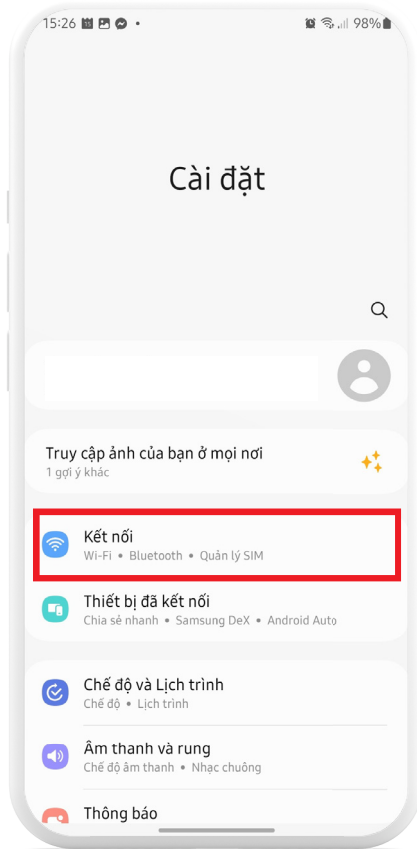 15:26
98%
Cài đặt
Truy cập ảnh của bạn ở mọi nơi
1 gợi ý khác
Kết nối
Wi-Fi • Bluetooth • Quản lý SIM
Thiết bị đã kết nối
Chia sẻ nhanh • Samsung DeX • Android Auto
Chế độ và Lịch trình
Chế độ • Lịch trình
Âm thanh và rung
Chế độ âm thanh • Nhạc chuông
Thông báo